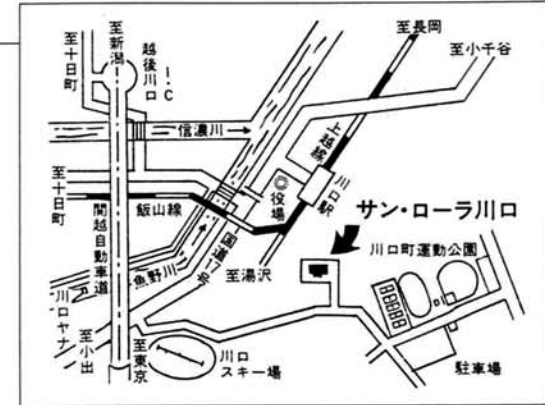 至十日町
至新潟
越後川口
I・C
至長岡
至小千谷
信濃川
上越線
川口駅
役場
至十日町
飯山線
関越自動車道
魚野川
国道17号
至湯沢
サン・ローラ川口
川口町運動公園
川口ヤナ
至小出
至東京
川口
スキー場
駐車場